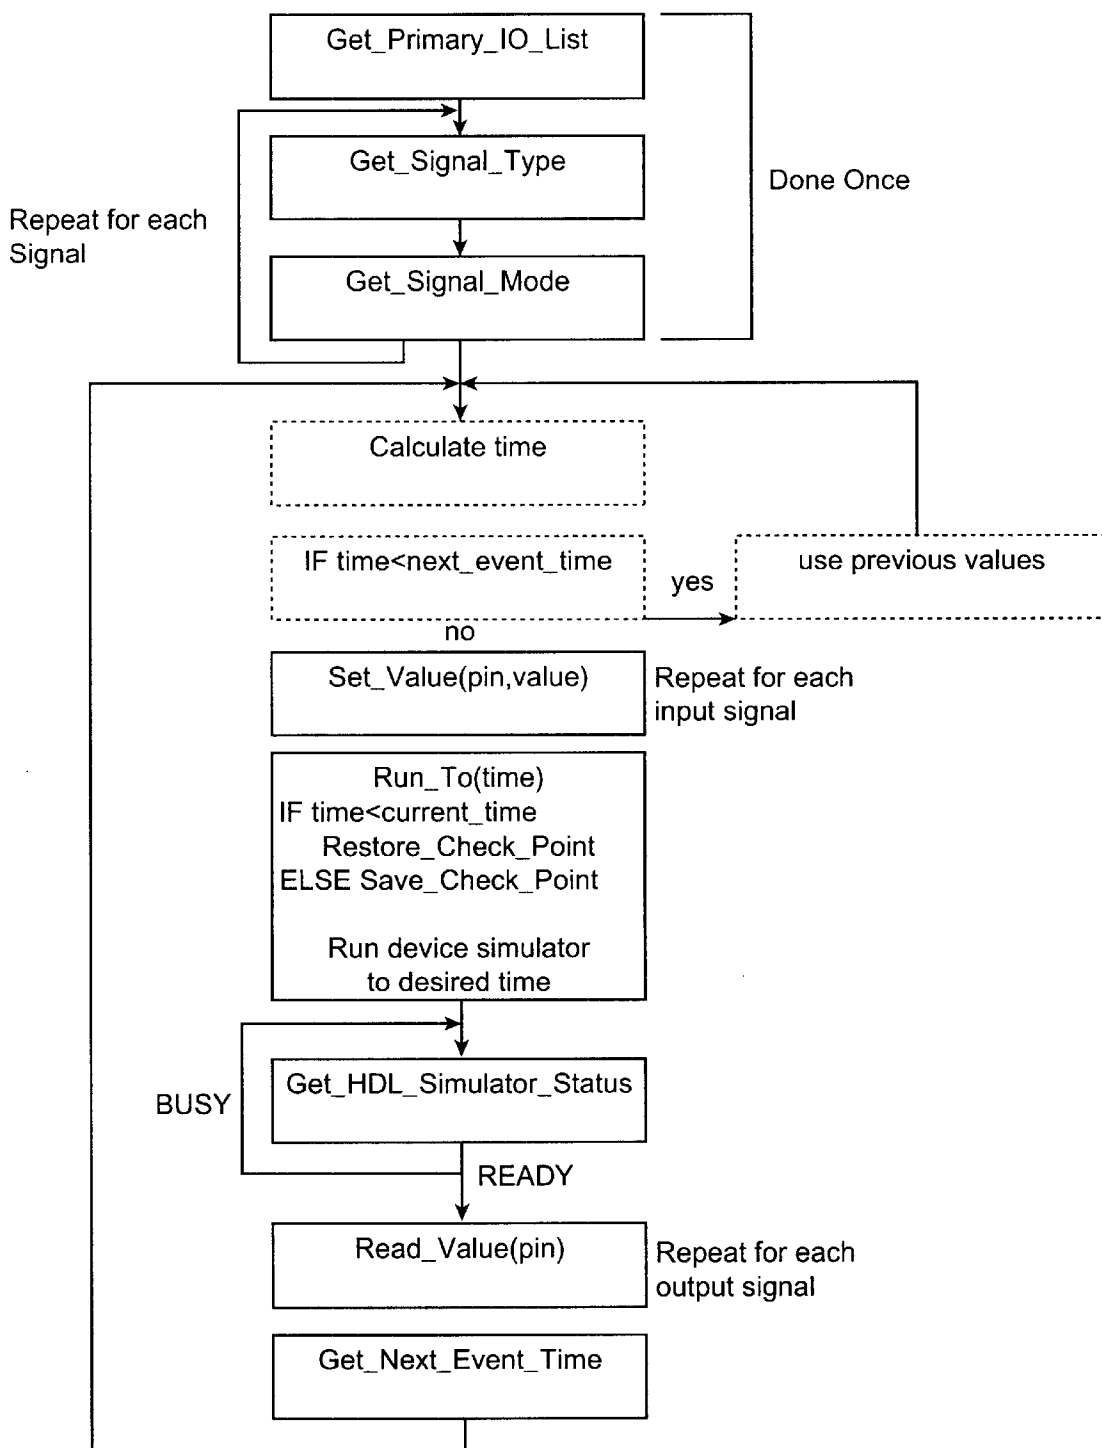 Get_Primary_IO_List
Get_Signal_Type
Done Once
Repeat for each
Signal
Get_Signal_Mode
Calculate time
IF time<next_event_time
yes
use previous values
no
Set_Value(pin,value)
Repeat for each
input signal
Run_To(time)
IF time<current_time
Restore_Check_Point
ELSE Save_Check_Point
Run device simulator
to desired time
Get_HDL_Simulator_Status
BUSY
READY
Read_Value(pin)
Repeat for each
output signal
Get_Next_Event_Time